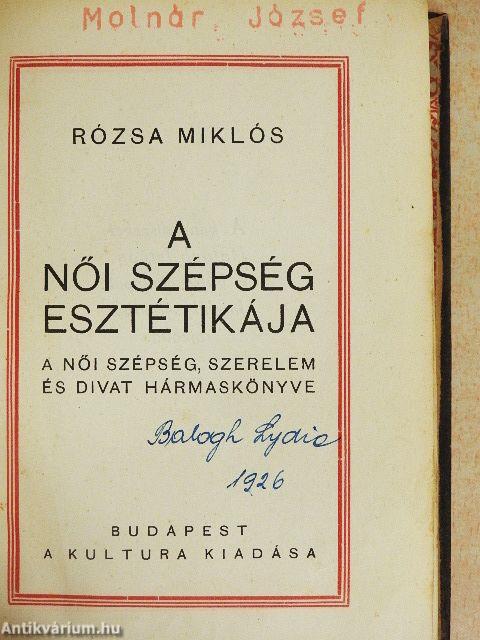 Molnár, József
RÓZSA MIKLÓS
A
NŐI SZÉPSÉG
ESZTÉTIKÁJA
A NŐI SZÉPSÉG, SZERELEM
ÉS DIVAT HÁRMASKÖNYVE
Balogh Lydia
1926
BUDAPEST
A KULTURA KIADÁSA
Antikvárium.hu